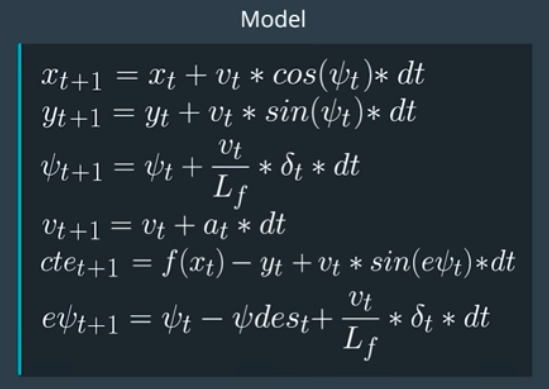 Model
x_{t+1} = x_t + v_t * cos(ψ_t) * dt
y_{t+1} = y_t + v_t * sin(ψ_t) * dt
ψ_{t+1} = ψ_t + \frac{v_t}{L_f} * δ_t * dt
v_{t+1} = v_t + a_t * dt
cte_{t+1} = f(x_t) − y_t + v_t * sin(eψ_t) * dt
eψ_{t+1} = ψ_t − ψdes_t + \frac{v_t}{L_f} * δ_t * dt